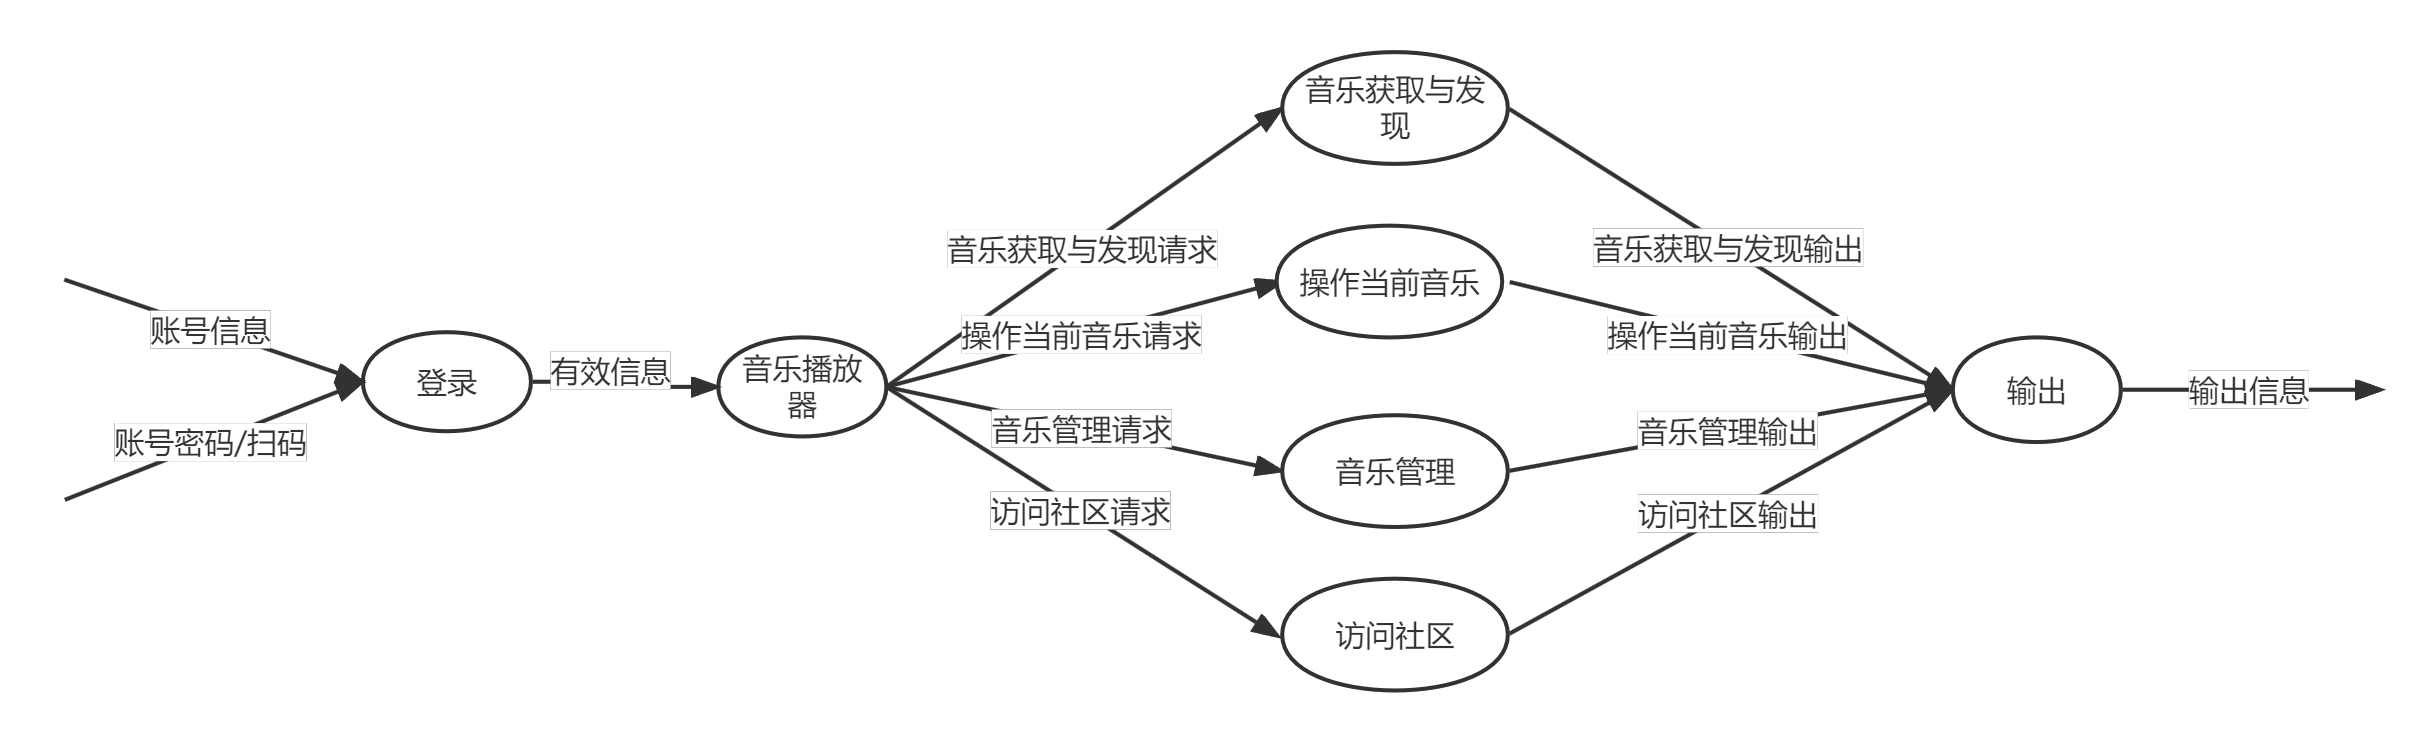 账号信息
账号密码/扫码
登录
有效信息
音乐播放
器
音乐获取与发现请求
操作当前音乐请求
音乐管理请求
访问社区请求
音乐获取与发
现
操作当前音乐
音乐管理
访问社区
音乐获取与发现输出
操作当前音乐输出
音乐管理输出
访问社区输出
输出
输出信息